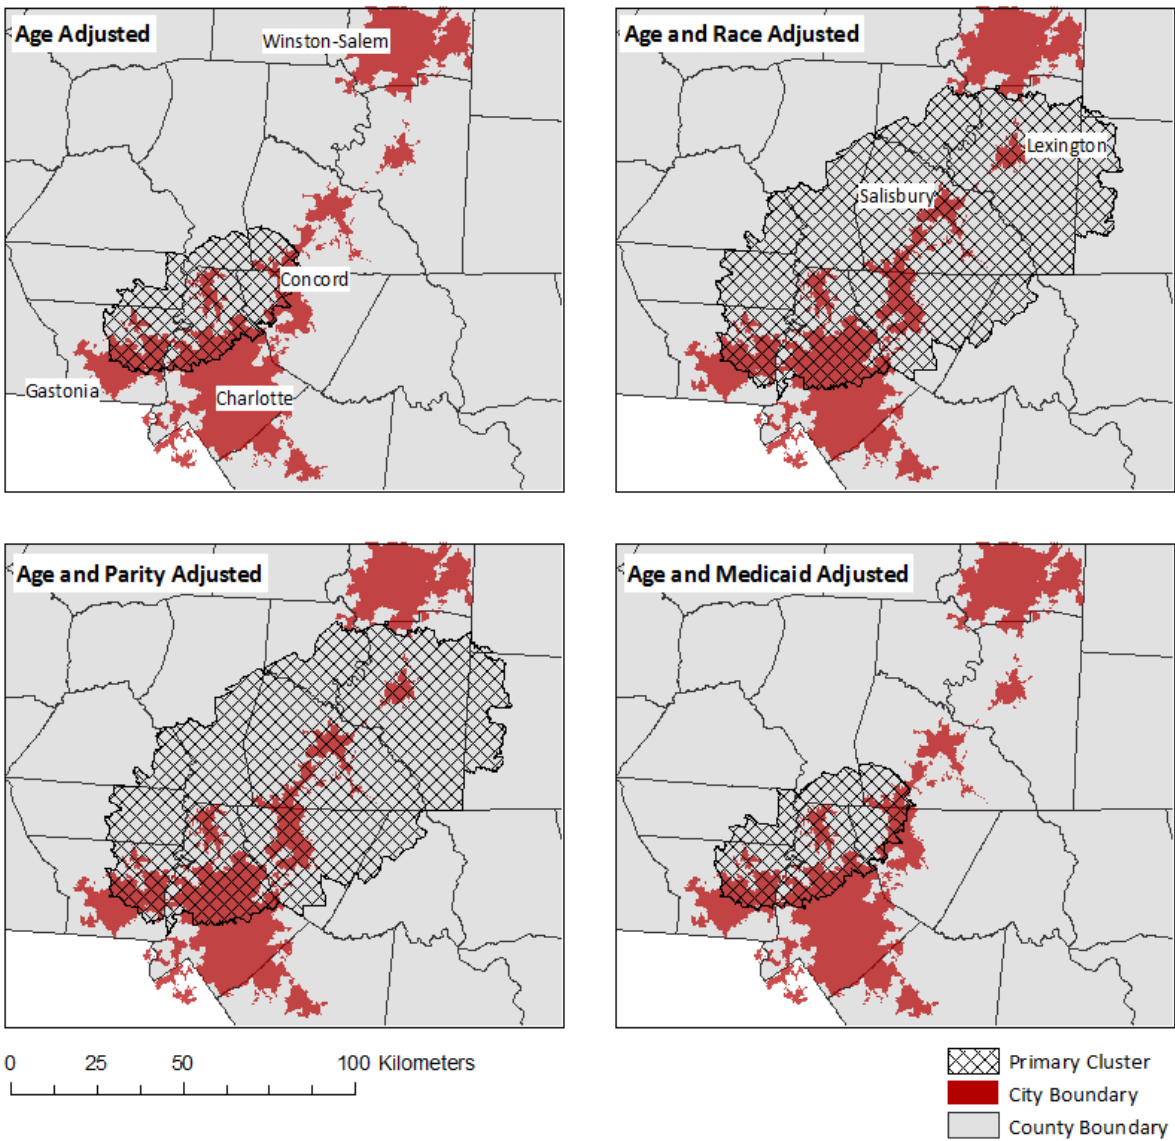 Age Adjusted
Winston-Salem
Concord
Gastonia
Charlotte
Age and Race Adjusted
Lexington
Salisbury
Age and Parity Adjusted
Age and Medicaid Adjusted
0 25 50 100 Kilometers
Primary Cluster
City Boundary
County Boundary